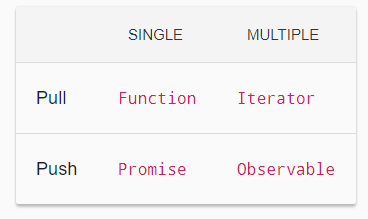 SINGLE MULTIPLE
Pull Function Iterator
Push Promise Observable